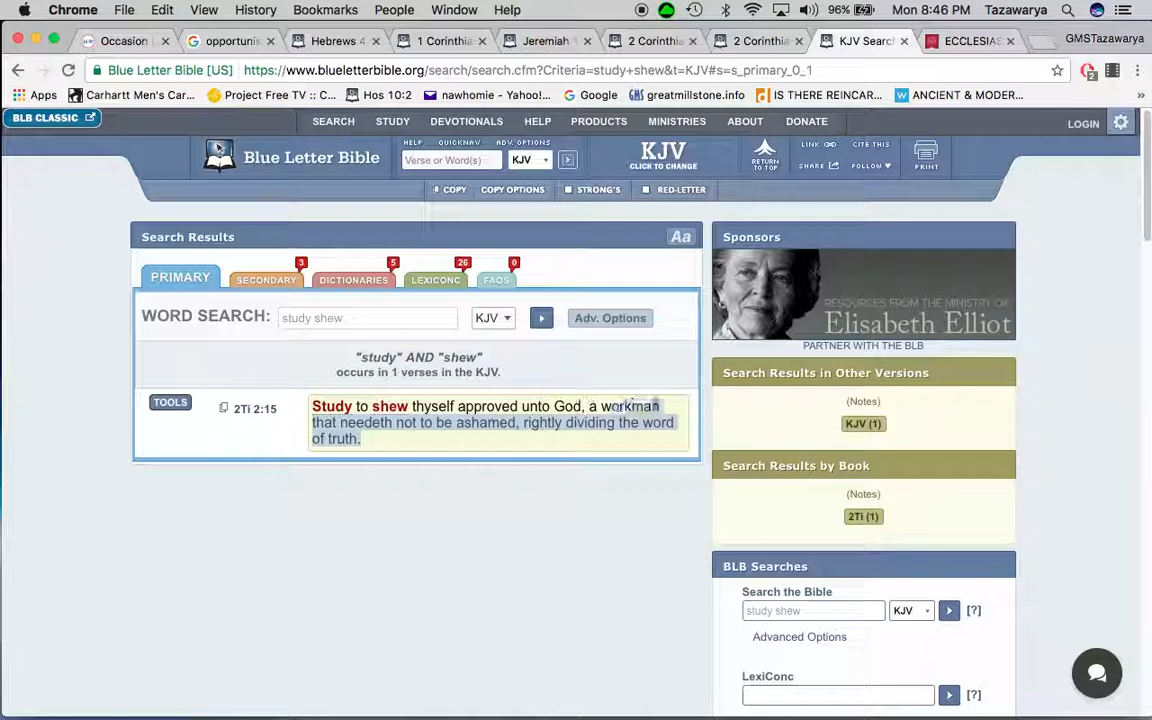 Chrome File Edit View History Bookmarks People Window Help 96% Mon 8:46 PM Tazawarya
Occasion opportunis Hebrews 4 1 Corinthia Jeremiah 2 Corinthia 2 Corinthia KJV Searc ECCLESIAS GMSTazawarya
Blue Letter Bible [US] https://www.blueletterbible.org/search/search.cfm?Criteria=study+shew&t=KJV#s=s_primary_0_1 2
Apps Carhartt Men's Car... Project Free TV :: C... Hos 10:2 nawhomie - Yahoo!... Google greatmillstone.info IS THERE REINCAR... ANCIENT & MODER... »
BLB CLASSIC SEARCH STUDY DEVOTIONALS HELP PRODUCTS MINISTRIES ABOUT DONATE LOGIN
HELP QUICKNAV ADV. OPTIONS
Blue Letter Bible Verse or Word(s) KJV KJV CLICK TO CHANGE RETURN TO TOP LINK CITE THIS SHARE FOLLOW PRINT
COPY COPY OPTIONS STRONG'S RED-LETTER
Search Results Aa
3 5 26 0
PRIMARY SECONDARY DICTIONARIES LEXICONC FAQS
WORD SEARCH: study shew KJV Adv. Options
"study" AND "shew"
occurs in 1 verses in the KJV.
TOOLS 2Ti 2:15 Study to shew thyself approved unto God, a workman
that needeth not to be ashamed, rightly dividing the word
of truth.
Sponsors
RESOURCES FROM THE MINISTRY OF
Elisabeth Elliot
PARTNER WITH THE BLB
Search Results in Other Versions
(Notes)
KJV (1)
Search Results by Book
(Notes)
2Ti (1)
BLB Searches
Search the Bible
study shew KJV [?]
Advanced Options
LexiConc
[?]